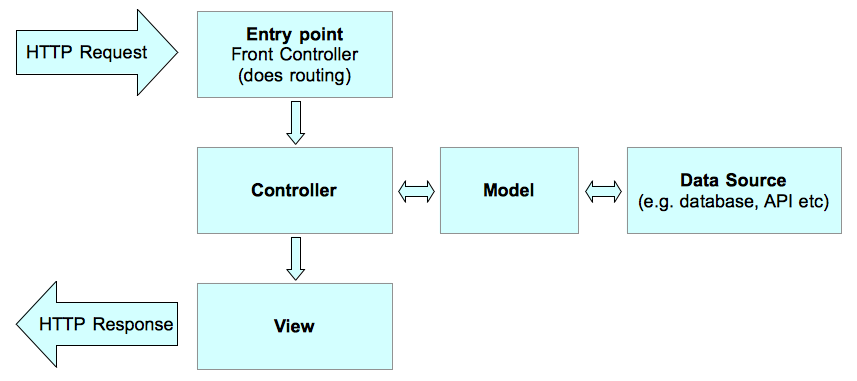 HTTP Request
Entry point
Front Controller
(does routing)
Controller
Model
Data Source
(e.g. database, API etc)
HTTP Response
View